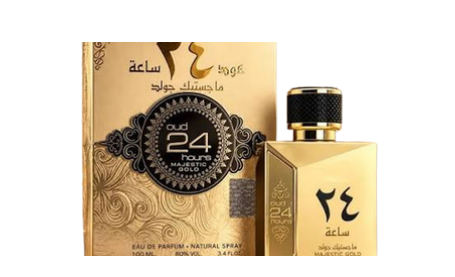 عود ٢٤ ساعة
ماجستيك جولد
oud
24
hours
MAJESTIC
GOLD
EAU DE PARFUM • NATURAL SPRAY
100 ML 80% VOL 3.4 FL.OZ
٢٤
ساعة
ماجستيك جولد
MAJESTIC GOLD
oud
24
hours